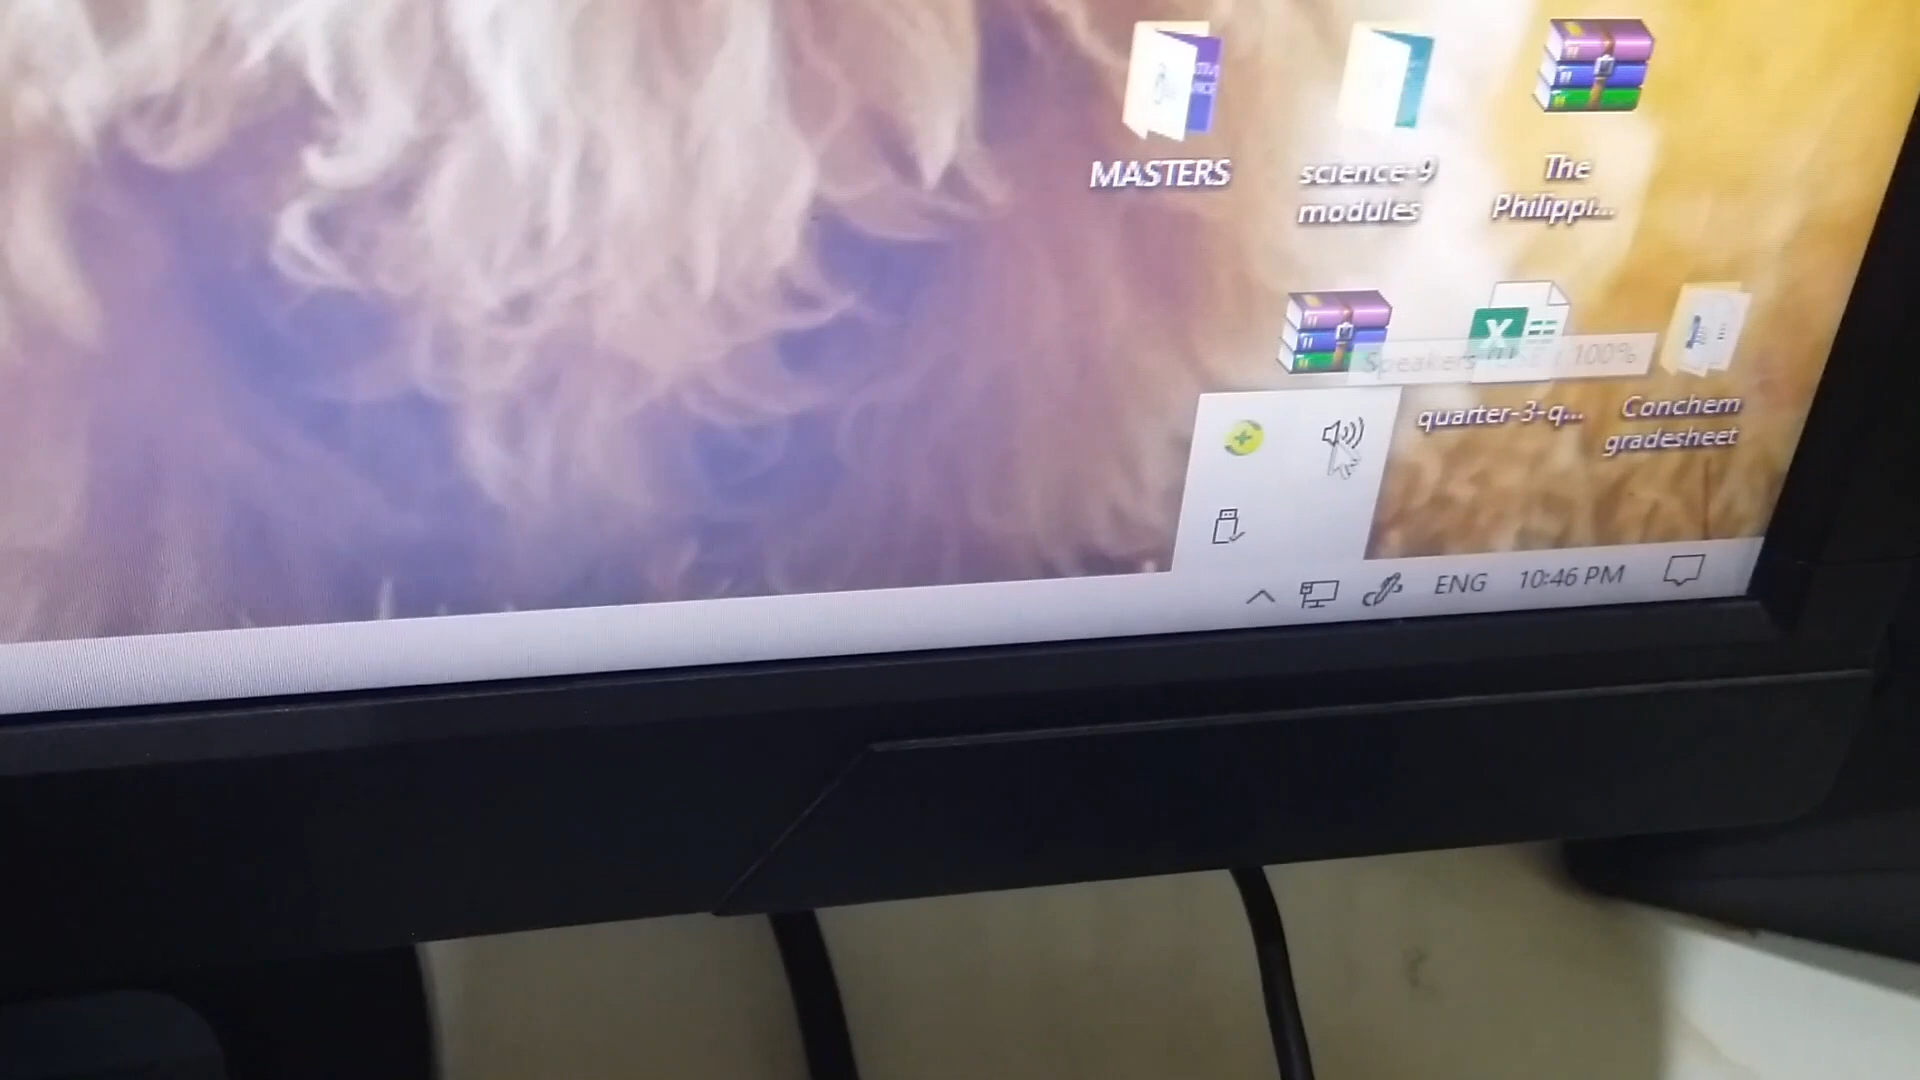 MASTERS
science-9
modules
The
Philippi...
Speakers 100%
quarter-3-q...
Conchem
gradesheet
ENG
10:46 PM